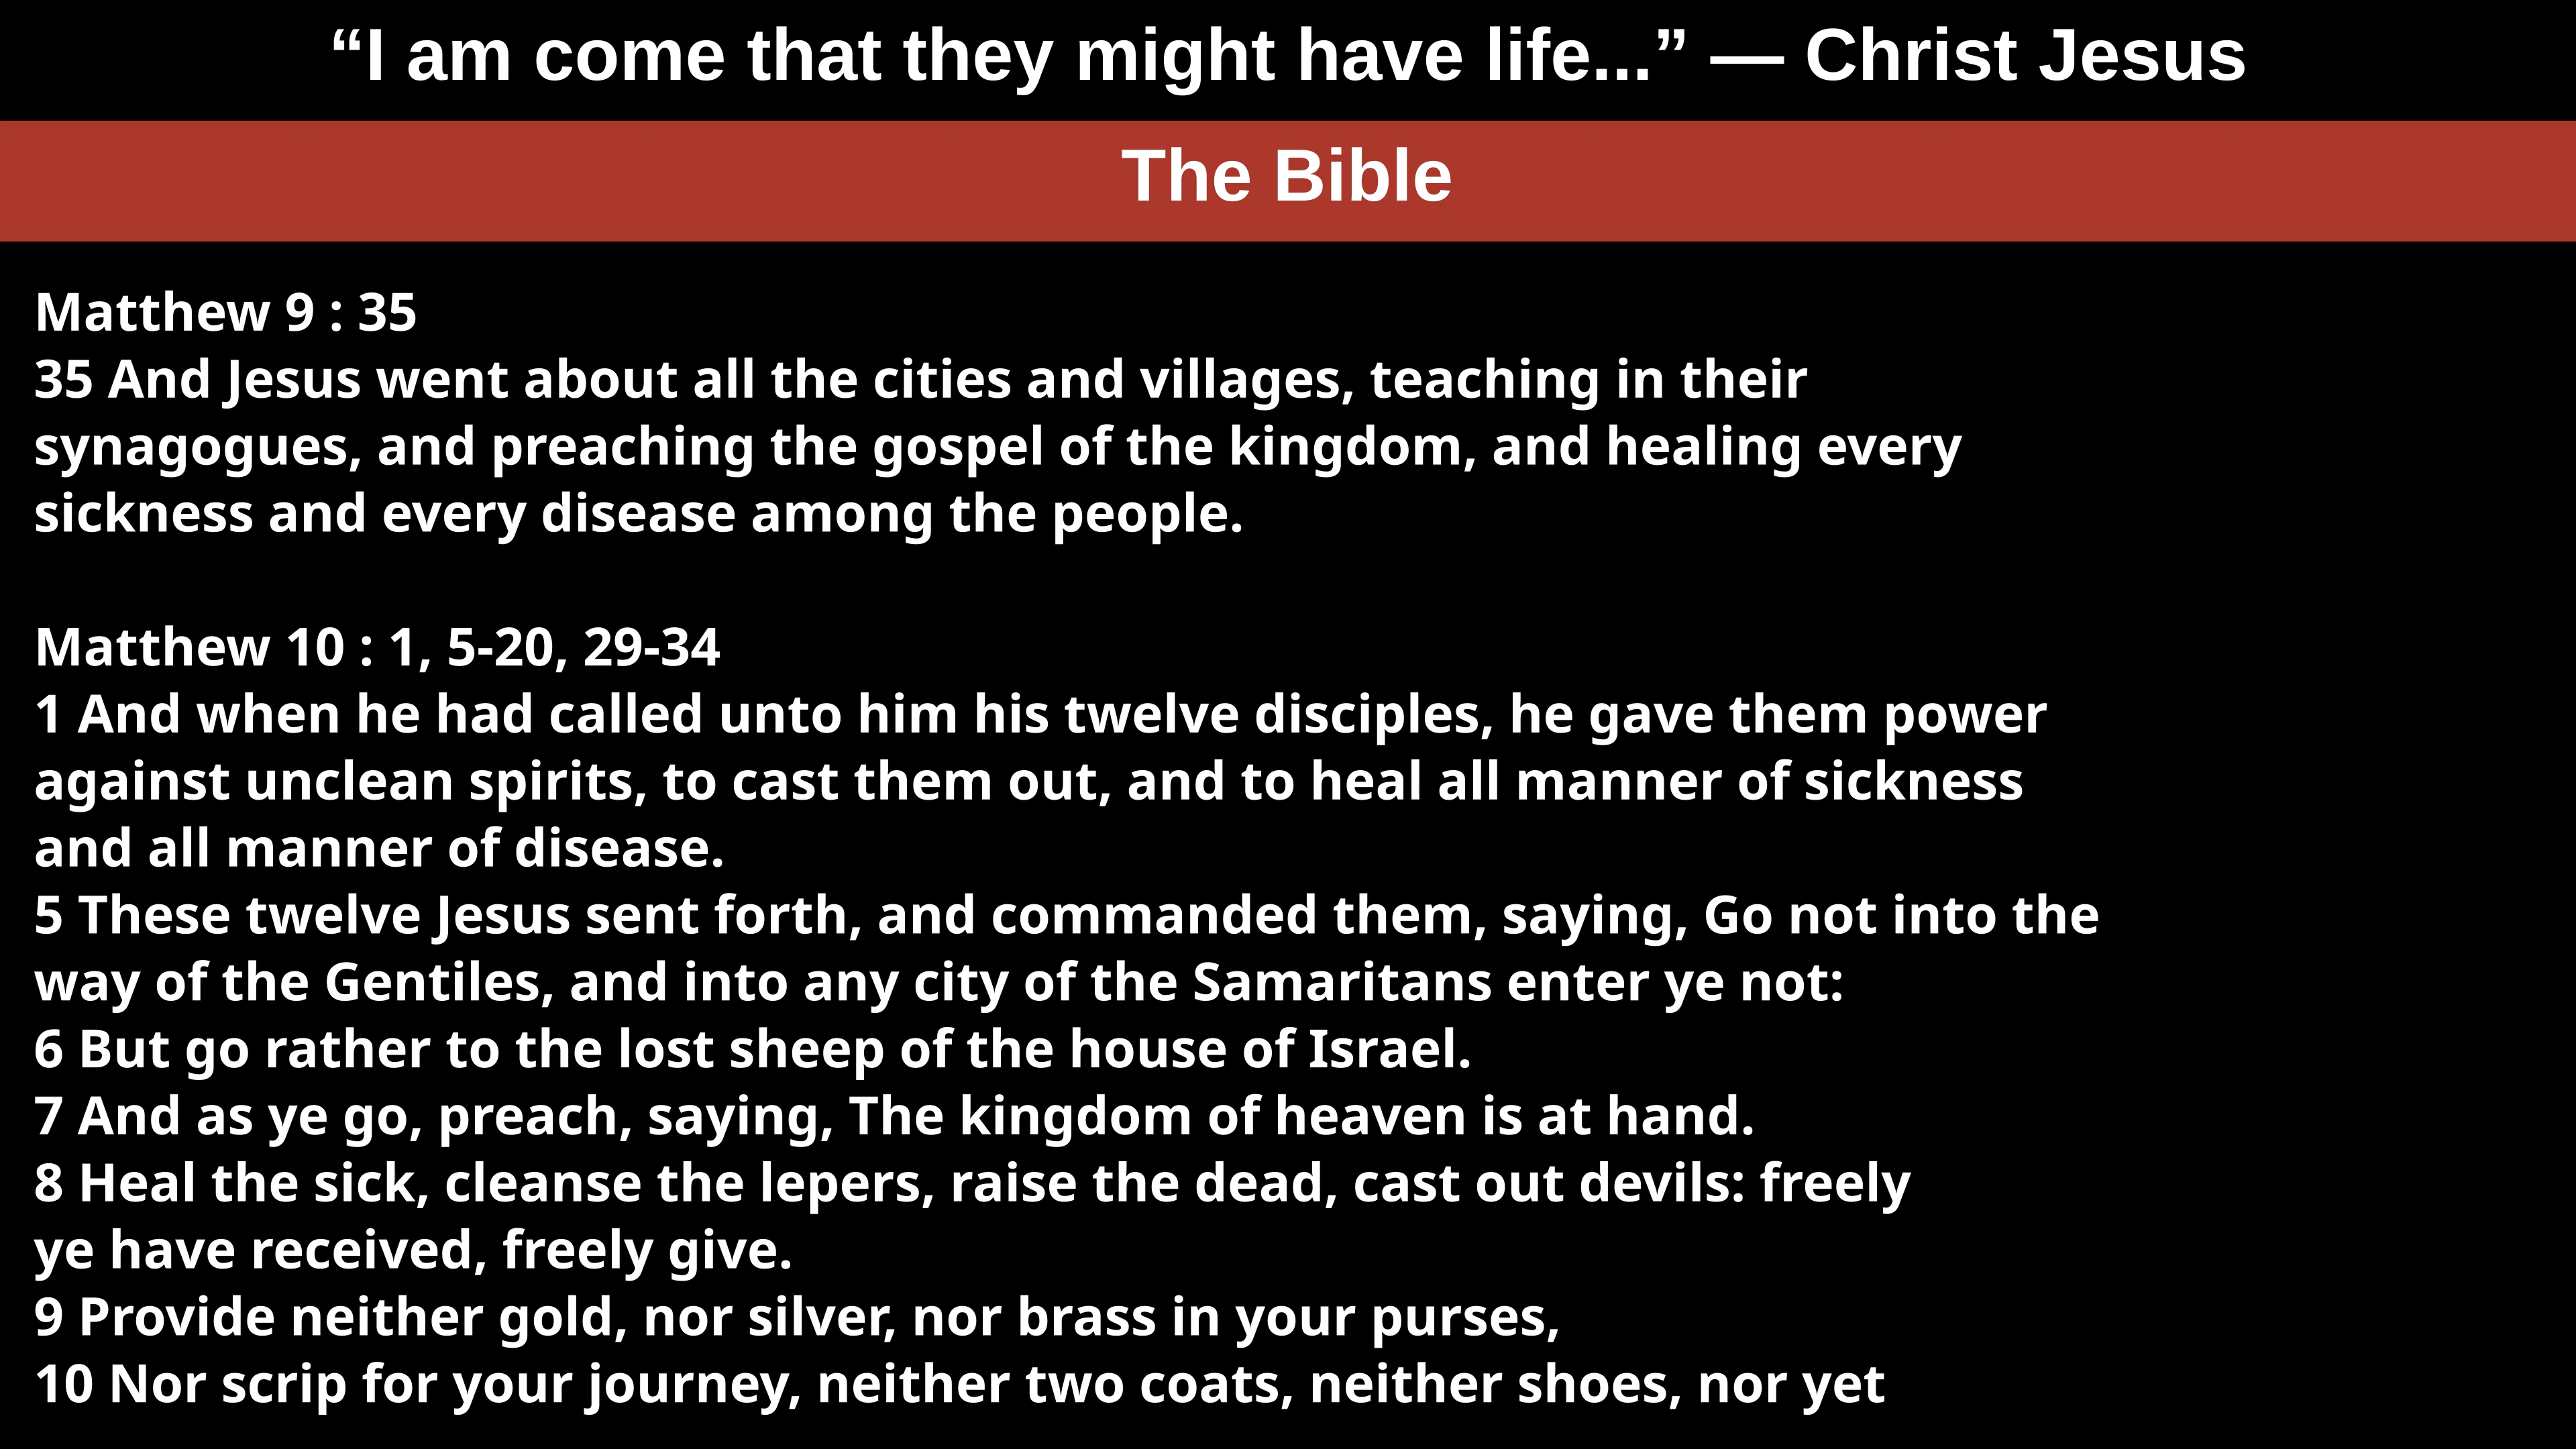 “I am come that they might have life...” — Christ Jesus
The Bible
Matthew 9 : 35
35 And Jesus went about all the cities and villages, teaching in their
synagogues, and preaching the gospel of the kingdom, and healing every
sickness and every disease among the people.
Matthew 10 : 1, 5-20, 29-34
1 And when he had called unto him his twelve disciples, he gave them power
against unclean spirits, to cast them out, and to heal all manner of sickness
and all manner of disease.
5 These twelve Jesus sent forth, and commanded them, saying, Go not into the
way of the Gentiles, and into any city of the Samaritans enter ye not:
6 But go rather to the lost sheep of the house of Israel.
7 And as ye go, preach, saying, The kingdom of heaven is at hand.
8 Heal the sick, cleanse the lepers, raise the dead, cast out devils: freely
ye have received, freely give.
9 Provide neither gold, nor silver, nor brass in your purses,
10 Nor scrip for your journey, neither two coats, neither shoes, nor yet